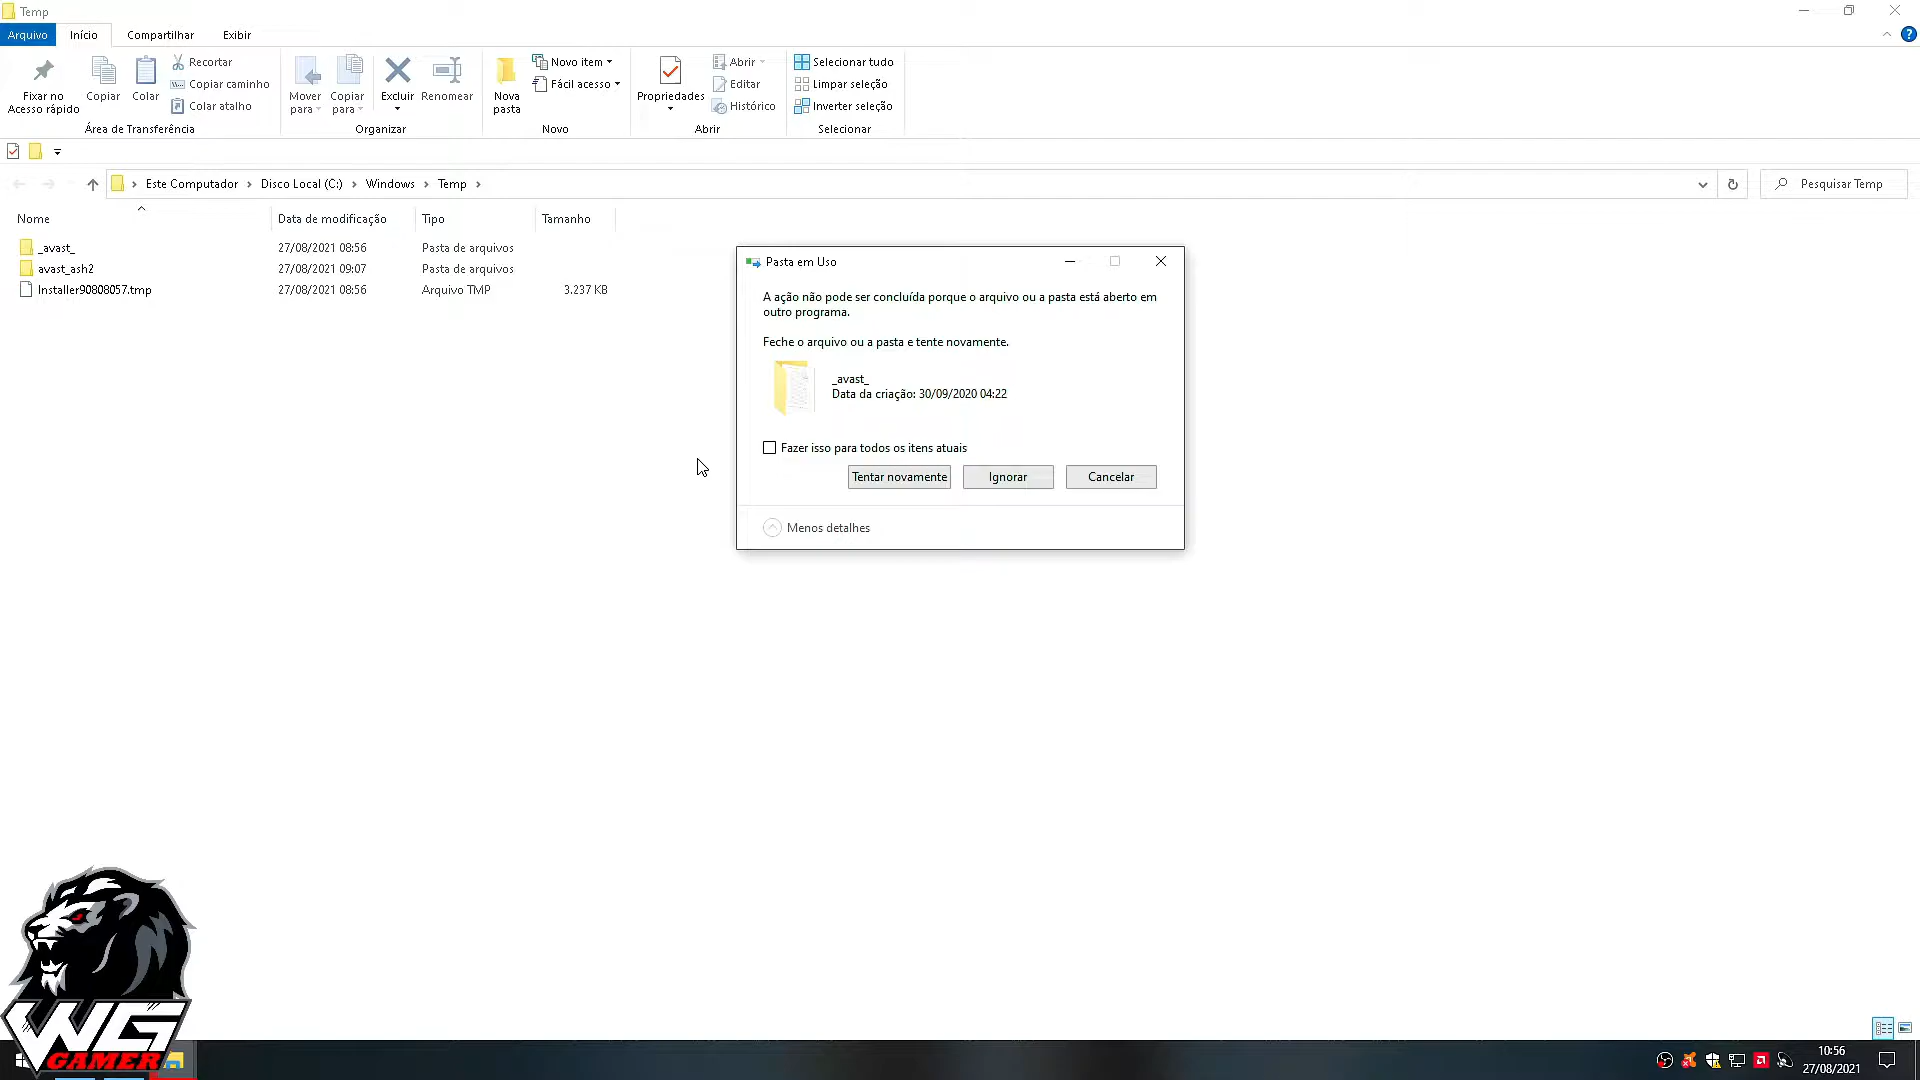 Temp
Arquivo Início Compartilhar Exibir
Fixar no
Acesso rápido
Copiar
Colar
Recortar
Copiar caminho
Colar atalho
Área de Transferência
Mover
para
Copiar
para
Excluir
Renomear
Organizar
Nova
pasta
Novo item
Fácil acesso
Novo
Propriedades
Abrir
Editar
Histórico
Abrir
Selecionar tudo
Limpar seleção
Inverter seleção
Selecionar
Este Computador > Disco Local (C:) > Windows > Temp >
Pesquisar Temp
Nome Data de modificação Tipo Tamanho
_avast_ 27/08/2021 08:56 Pasta de arquivos
avast_ash2 27/08/2021 09:07 Pasta de arquivos
Installer90808057.tmp 27/08/2021 08:56 Arquivo TMP 3.237 KB
Pasta em Uso
A ação não pode ser concluída porque o arquivo ou a pasta está aberto em
outro programa.
Feche o arquivo ou a pasta e tente novamente.
_avast_
Data da criação: 30/09/2020 04:22
Fazer isso para todos os itens atuais
Tentar novamente Ignorar Cancelar
Menos detalhes
WG
GAMER
10:56
27/08/2021